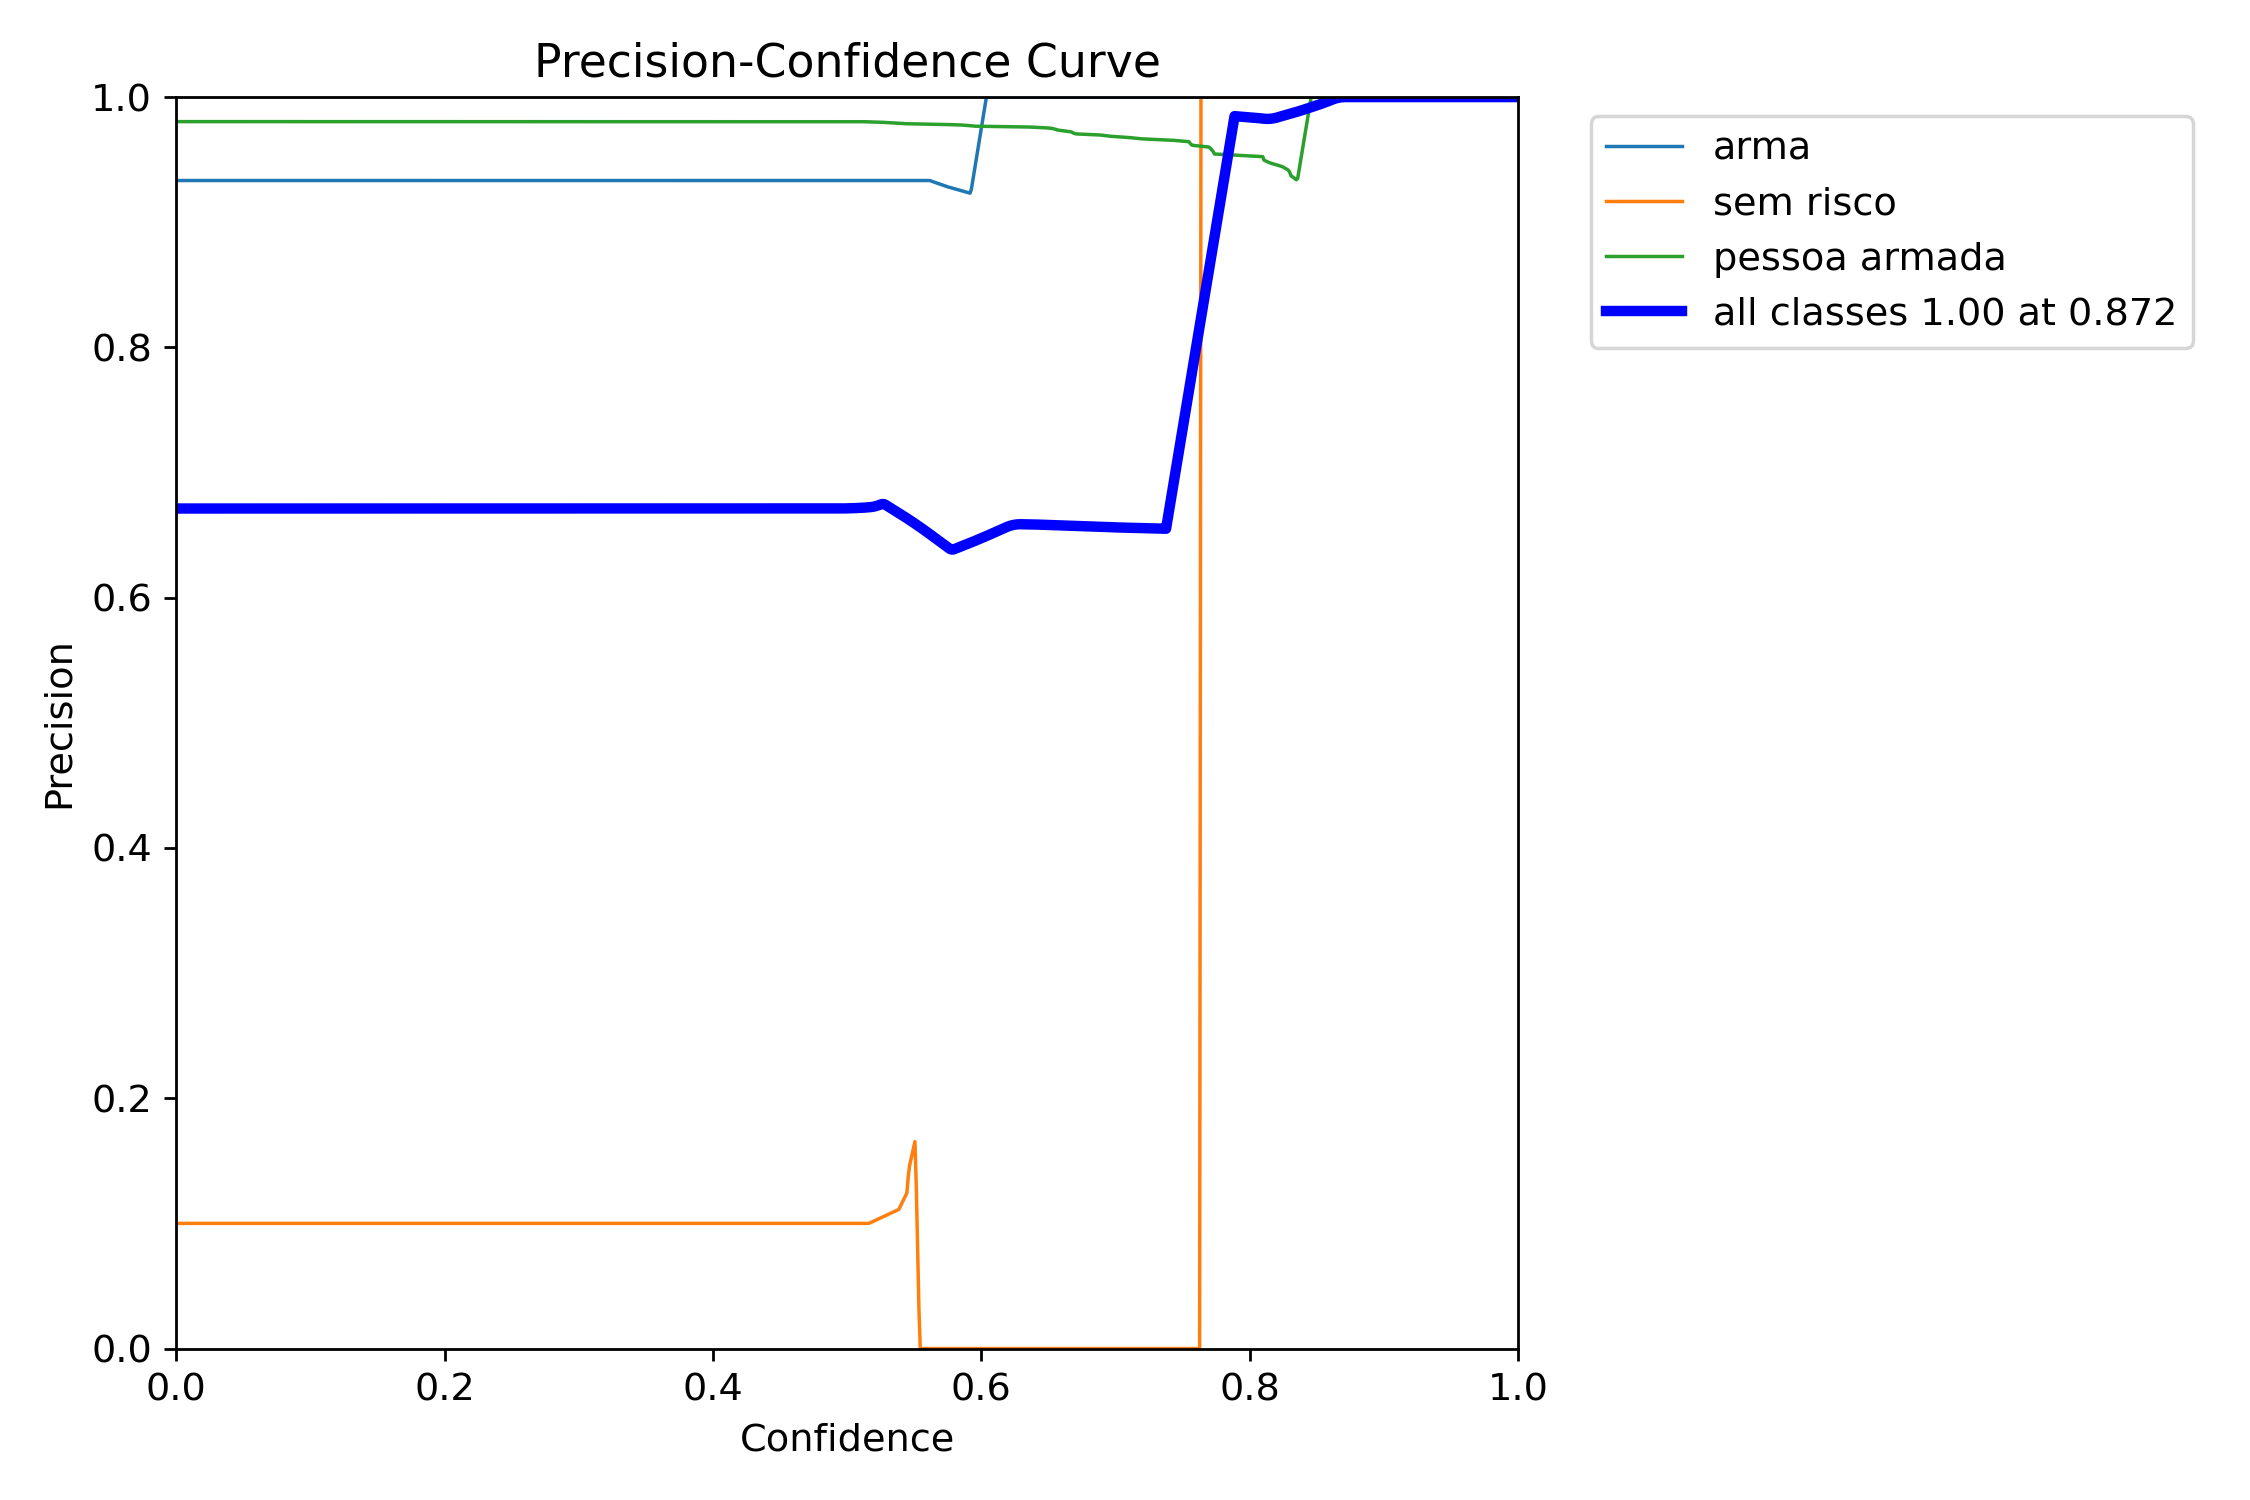 Precision-Confidence Curve
1.0
0.8
0.6
0.4
0.2
0.0
Precision
0.0 0.2 0.4 0.6 0.8 1.0
Confidence
arma
sem risco
pessoa armada
all classes 1.00 at 0.872